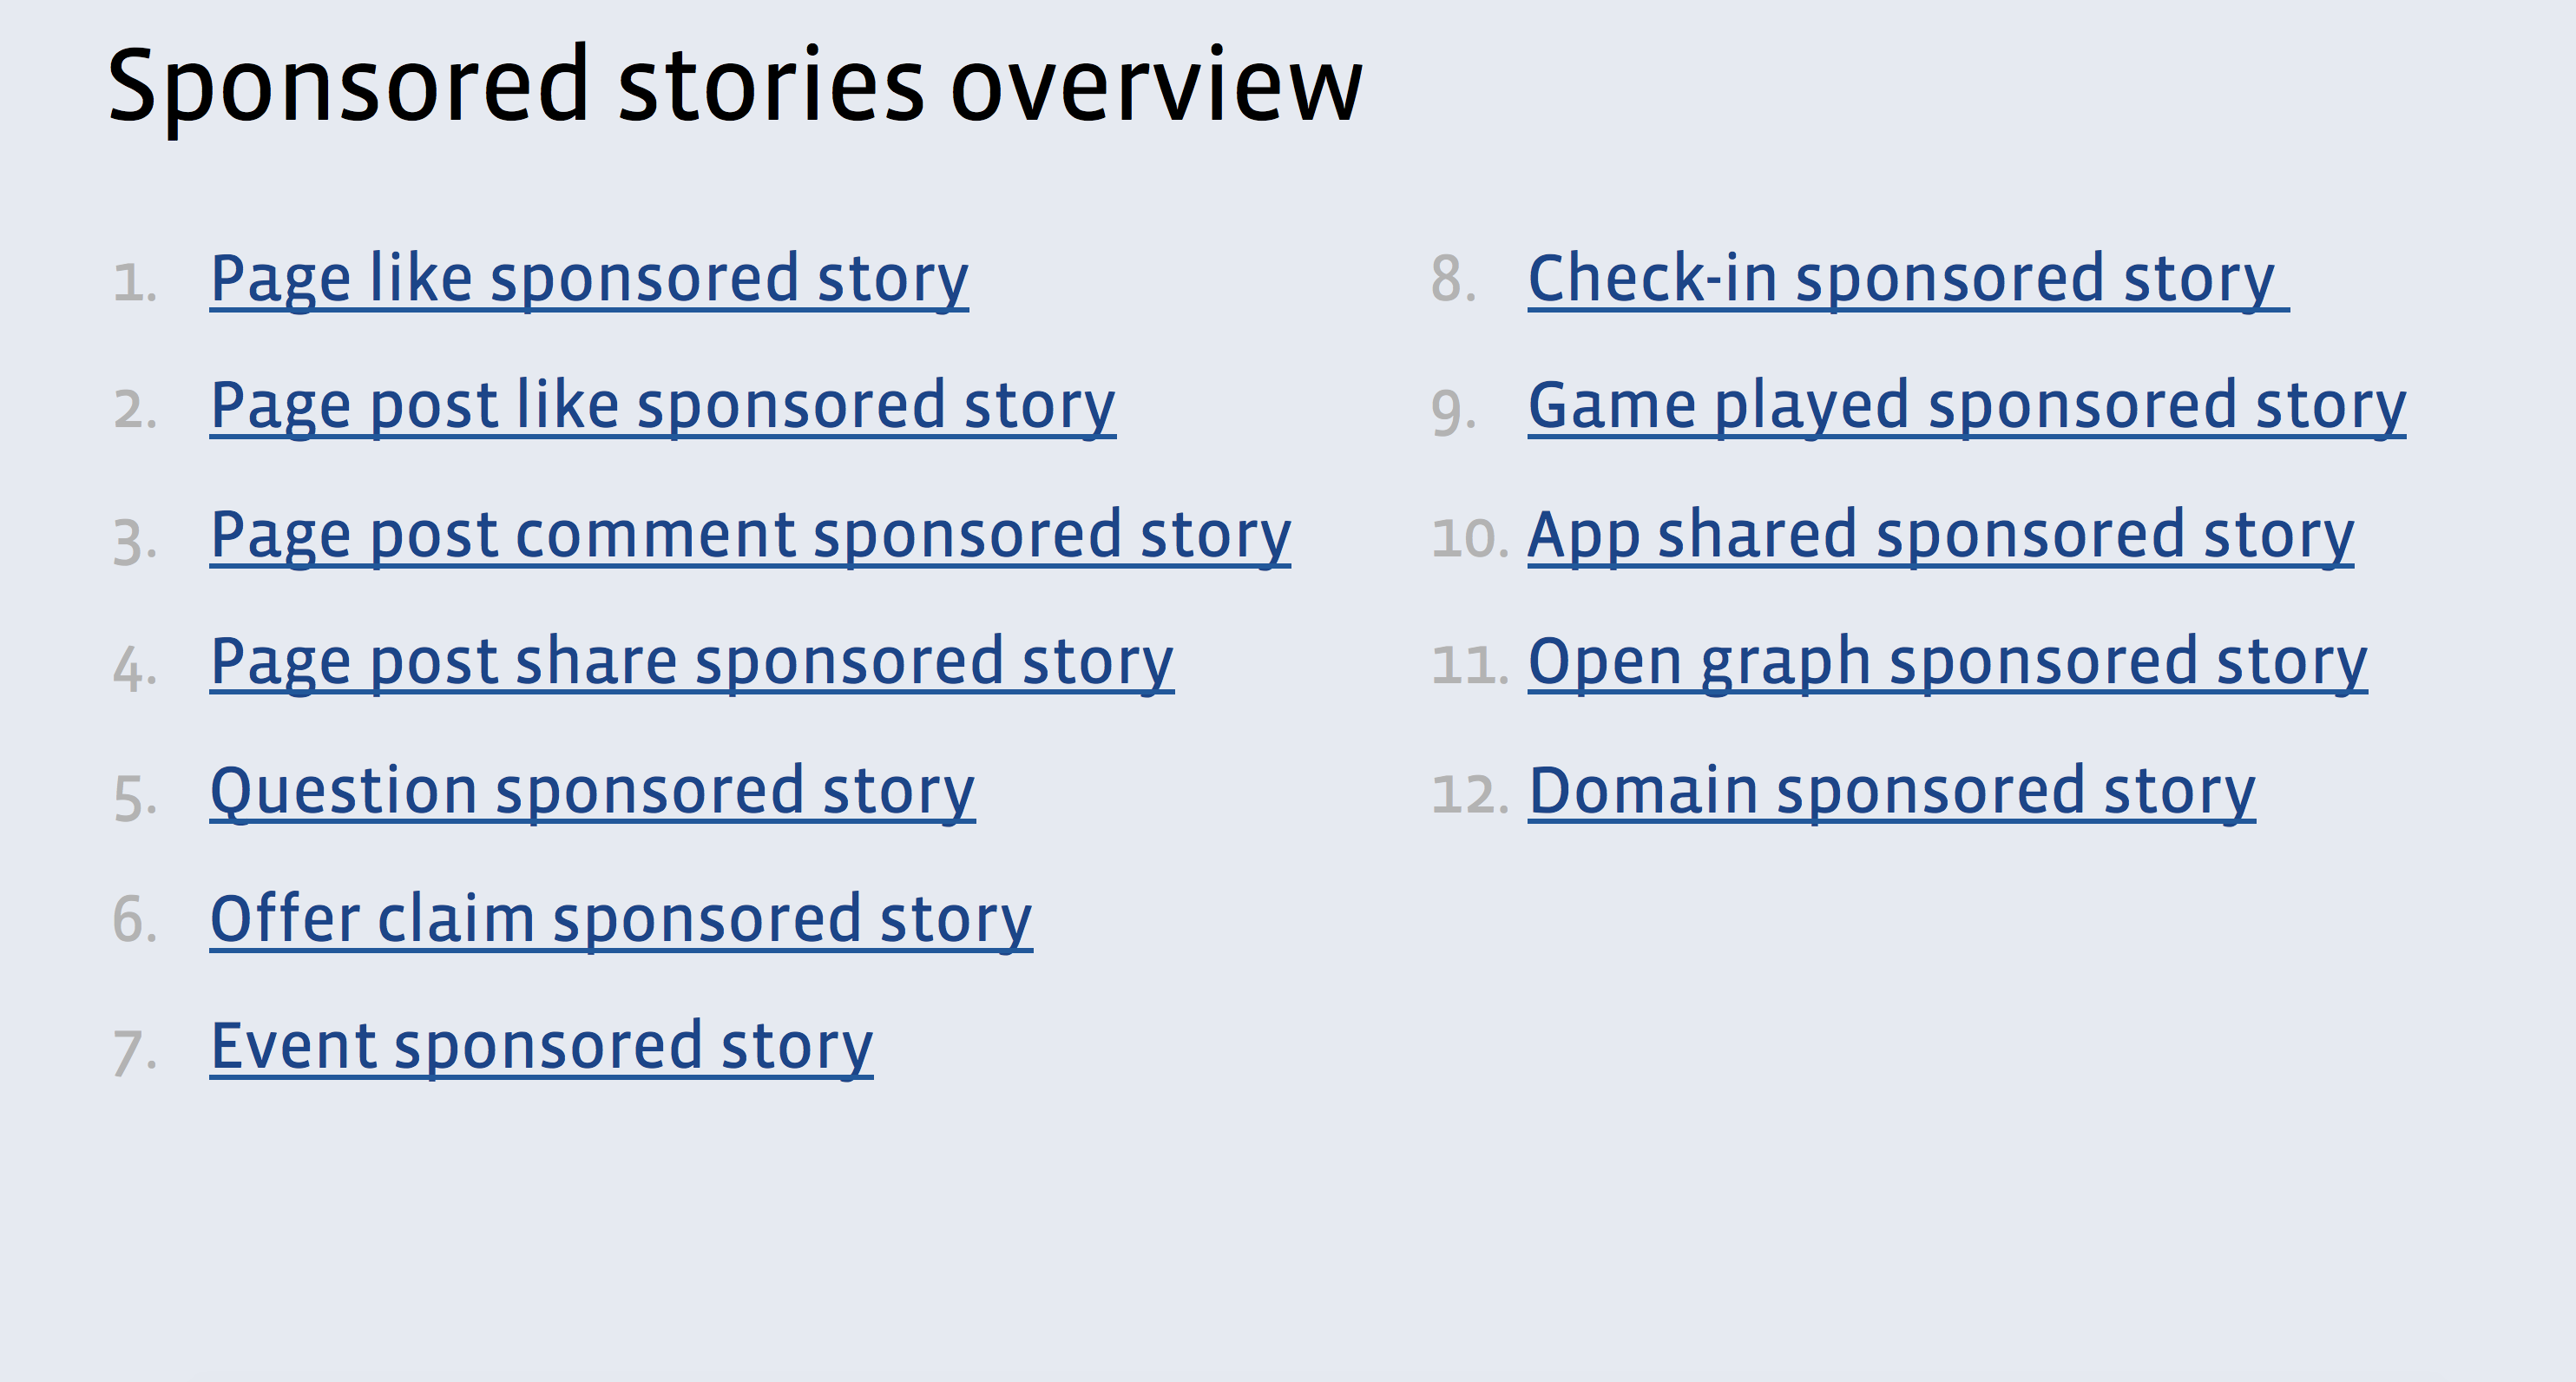 Sponsored stories overview
1. Page like sponsored story
2. Page post like sponsored story
3. Page post comment sponsored story
4. Page post share sponsored story
5. Question sponsored story
6. Offer claim sponsored story
7. Event sponsored story
8. Check-in sponsored story
9. Game played sponsored story
10. App shared sponsored story
11. Open graph sponsored story
12. Domain sponsored story